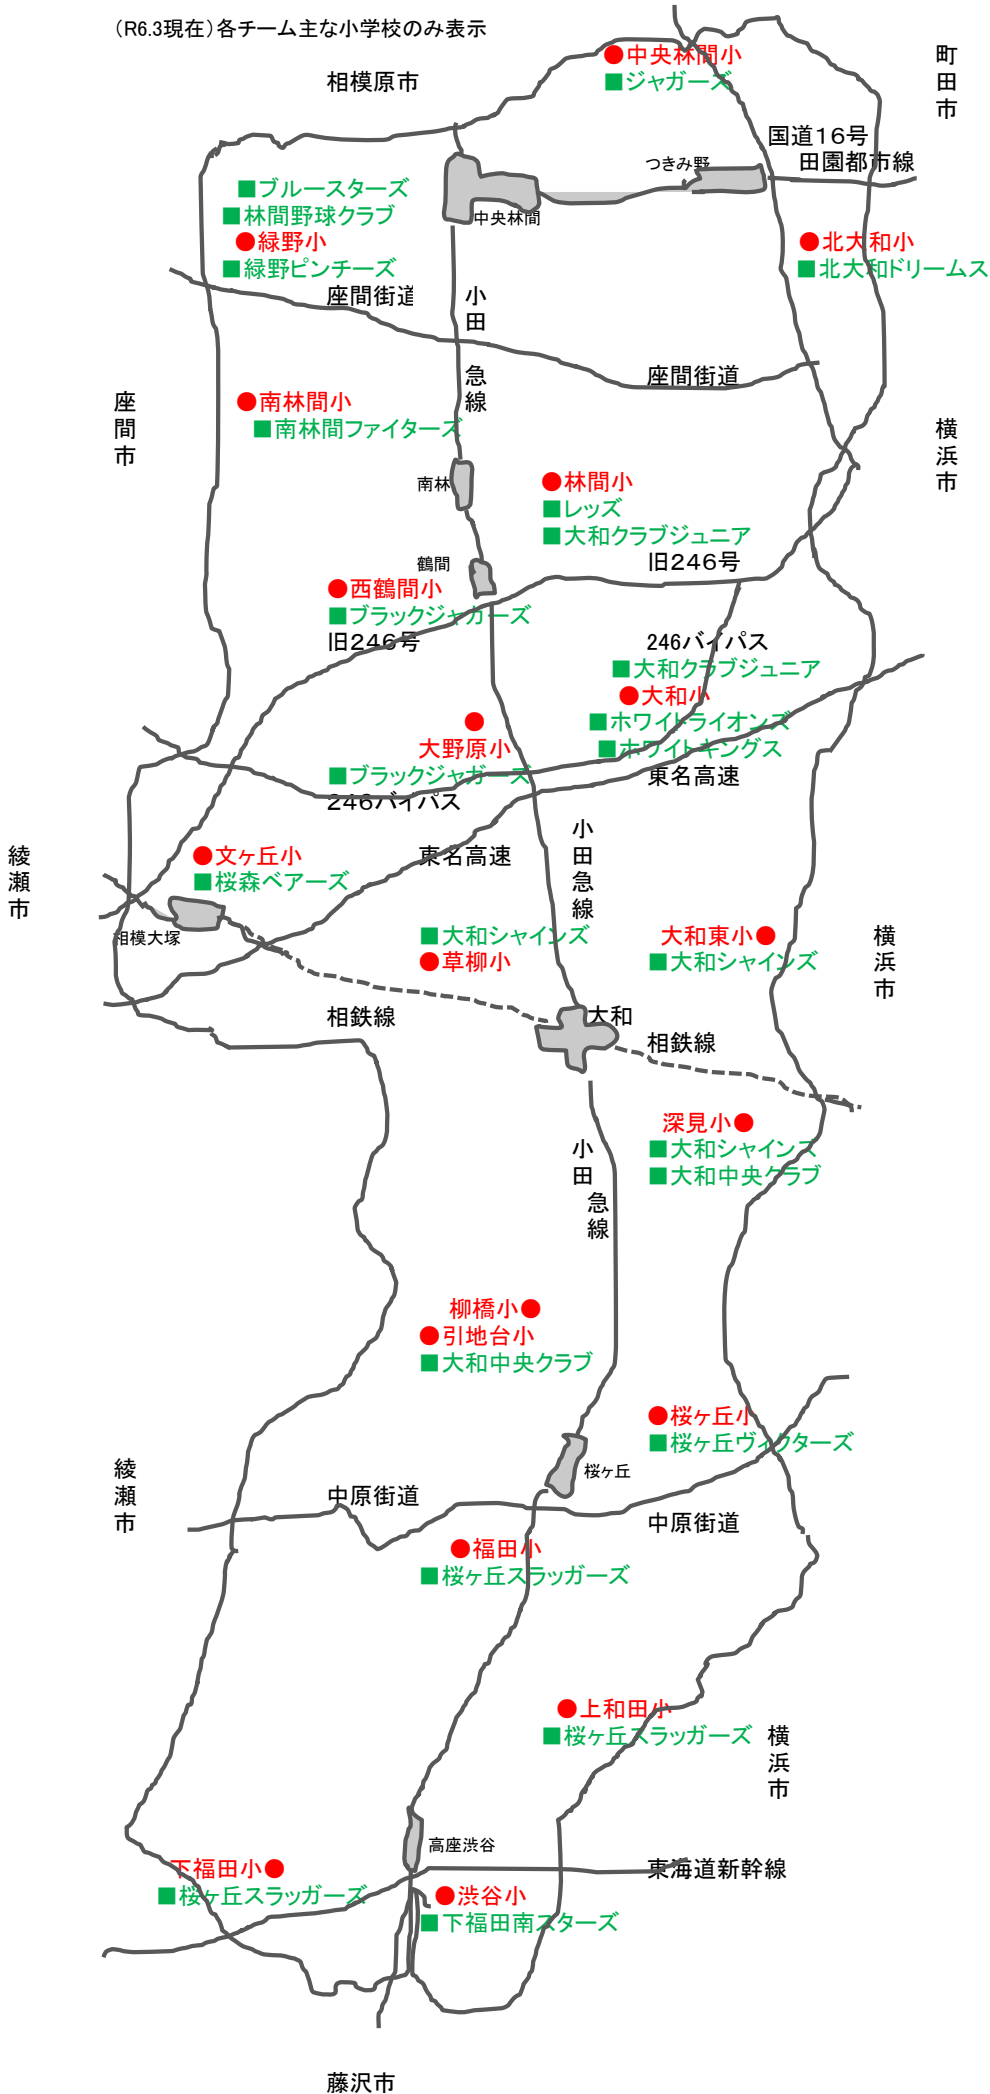 （R6.3現在）各チーム主な小学校のみ表示
●中央林間小
■ジャガーズ
相模原市
町田市
国道16号
田園都市線
つきみ野
■ブルースターズ
■林間野球クラブ
中央林間
●緑野小
■緑野ピンチーズ
●北大和小
■北大和ドリームス
座間街道
小田急線
座間街道
座間市
●南林間小
■南林間ファイターズ
横浜市
南林
●林間小
■レッズ
■大和クラブジュニア
旧246号
鶴間
●西鶴間小
■ブラックジャガーズ
旧246号
246バイパス
■大和クラブジュニア
●大和小
■ホワイトライオンズ
■ホワイトキングス
東名高速
●
大野原小
■ブラックジャガーズ
246バイパス
小田急線
綾瀬市
●文ヶ丘小
■桜森ベアーズ
東名高速
相模大塚
■大和シャインズ
●草柳小
大和東小●
■大和シャインズ
横浜市
相鉄線
大和
相鉄線
深見小●
■大和シャインズ
■大和中央クラブ
小田急線
柳橋小●
●引地台小
■大和中央クラブ
●桜ヶ丘小
■桜ヶ丘ヴィクターズ
桜ヶ丘
綾瀬市
中原街道
中原街道
●福田小
■桜ヶ丘スラッガーズ
●上和田小
■桜ヶ丘スラッガーズ
横浜市
高座渋谷
下福田小●
■桜ヶ丘スラッガーズ
東海道新幹線
●渋谷小
■下福田南スターズ
藤沢市